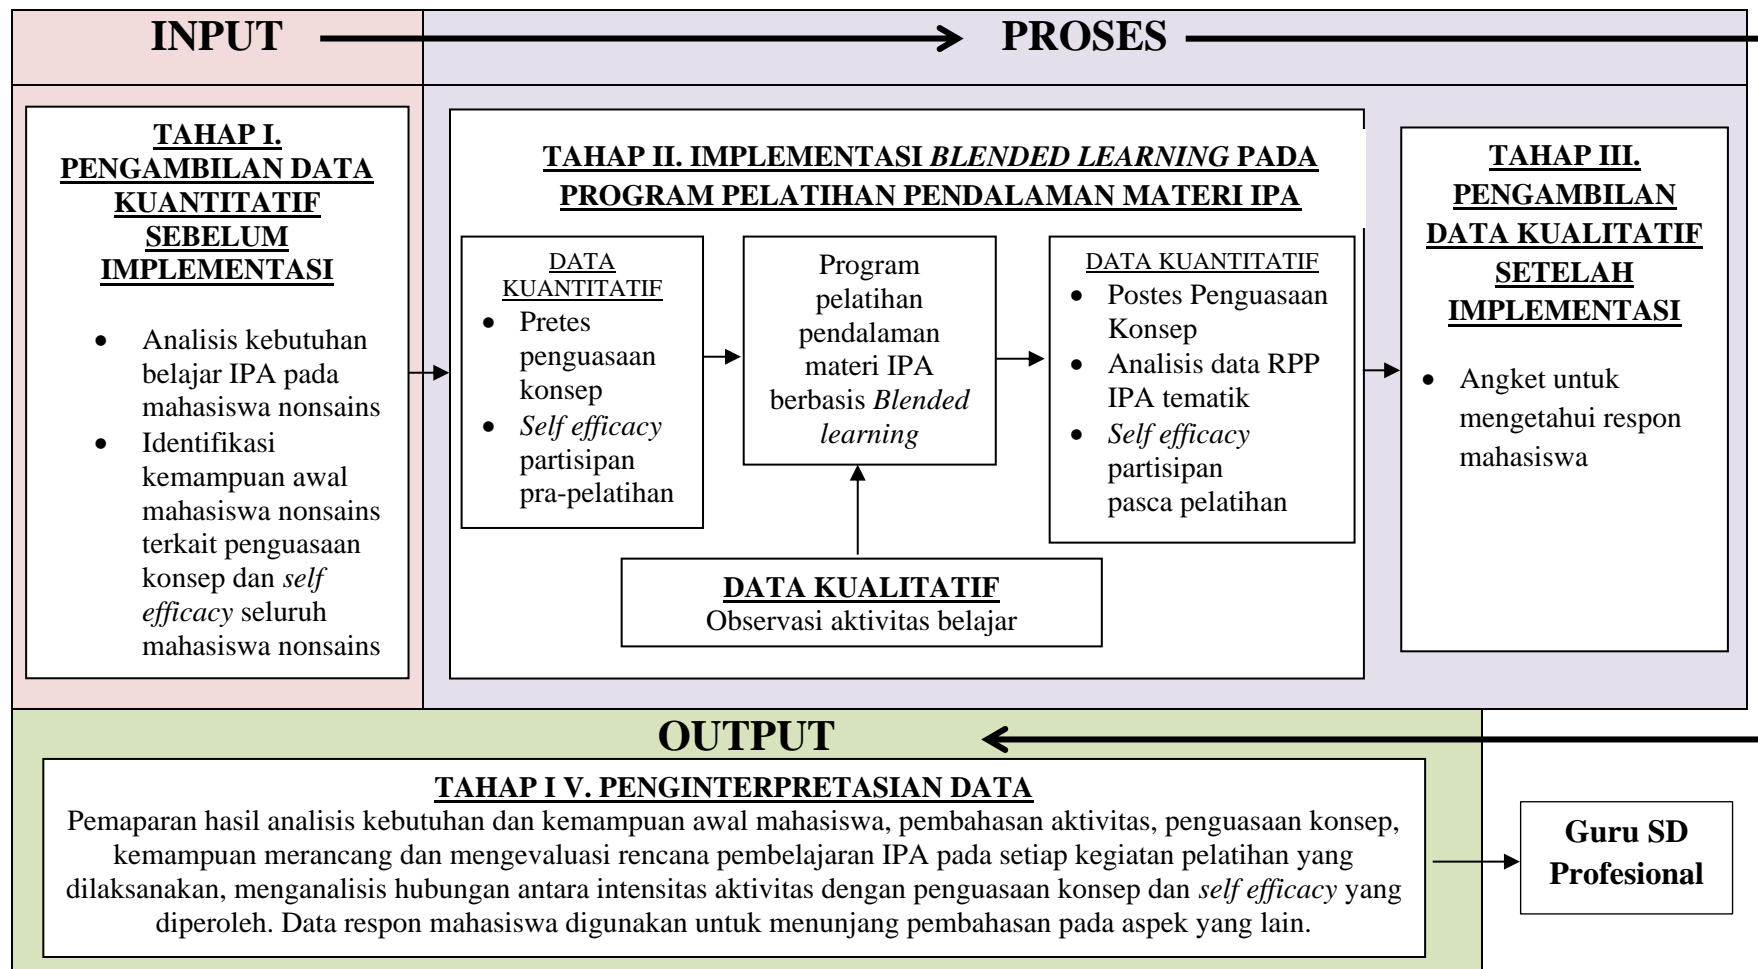 INPUT
PROSES
TAHAP I.
PENGAMBILAN DATA
KUANTITATIF
SEBELUM
IMPLEMENTASI
• Analisis kebutuhan
belajar IPA pada
mahasiswa nonsains
• Identifikasi
kemampuan awal
mahasiswa nonsains
terkait penguasaan
konsep dan self
efficacy seluruh
mahasiswa nonsains
TAHAP II. IMPLEMENTASI BLENDED LEARNING PADA
PROGRAM PELATIHAN PENDALAMAN MATERI IPA
DATA
KUANTITATIF
• Pretes
penguasaan
konsep
• Self efficacy
partisipan
pra-pelatihan
Program
pelatihan
pendalaman
materi IPA
berbasis Blended
learning
DATA KUANTITATIF
• Postes Penguasaan
Konsep
• Analisis data RPP
IPA tematik
• Self efficacy
partisipan
pasca pelatihan
DATA KUALITATIF
Observasi aktivitas belajar
TAHAP III.
PENGAMBILAN
DATA KUALITATIF
SETELAH
IMPLEMENTASI
• Angket untuk
mengetahui respon
mahasiswa
OUTPUT
TAHAP I V. PENGINTERPRETASIAN DATA
Pemaparan hasil analisis kebutuhan dan kemampuan awal mahasiswa, pembahasan aktivitas, penguasaan konsep,
kemampuan merancang dan mengevaluasi rencana pembelajaran IPA pada setiap kegiatan pelatihan yang
dilaksanakan, menganalisis hubungan antara intensitas aktivitas dengan penguasaan konsep dan self efficacy yang
diperoleh. Data respon mahasiswa digunakan untuk menunjang pembahasan pada aspek yang lain.
Guru SD
Profesional